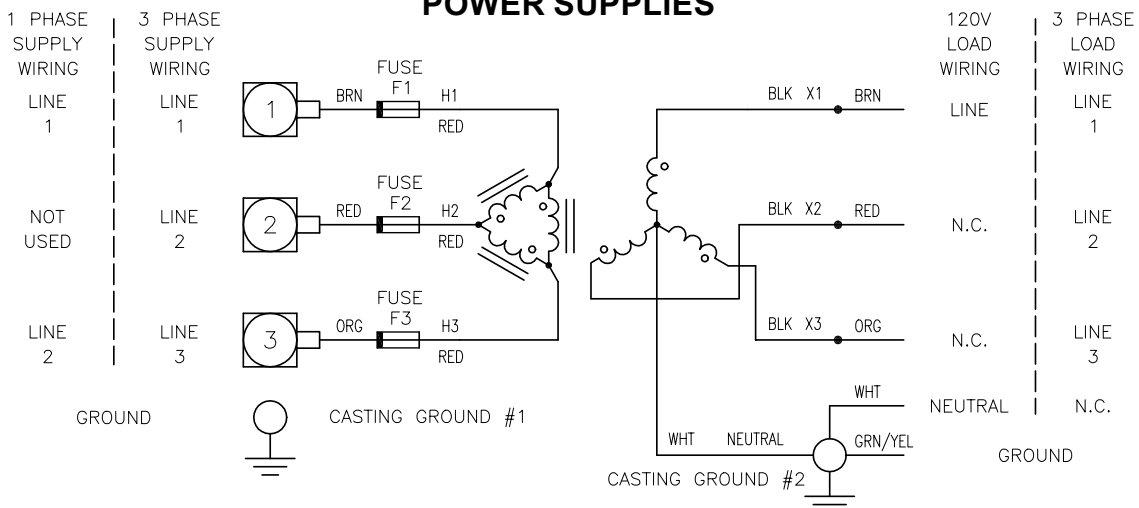 POWER SUPPLIES
1 PHASE
SUPPLY
WIRING
3 PHASE
SUPPLY
WIRING
120V
LOAD
WIRING
3 PHASE
LOAD
WIRING
LINE
1
LINE
1
1
BRN
FUSE
F1
H1
RED
BLK X1
BRN
LINE
LINE
1
NOT
USED
LINE
2
2
RED
FUSE
F2
H2
RED
BLK X2
RED
N.C.
LINE
2
LINE
2
LINE
3
3
ORG
FUSE
F3
H3
RED
BLK X3
ORG
N.C.
LINE
3
GROUND
CASTING GROUND #1
WHT
NEUTRAL
N.C.
WHT NEUTRAL
GRN/YEL
GROUND
CASTING GROUND #2